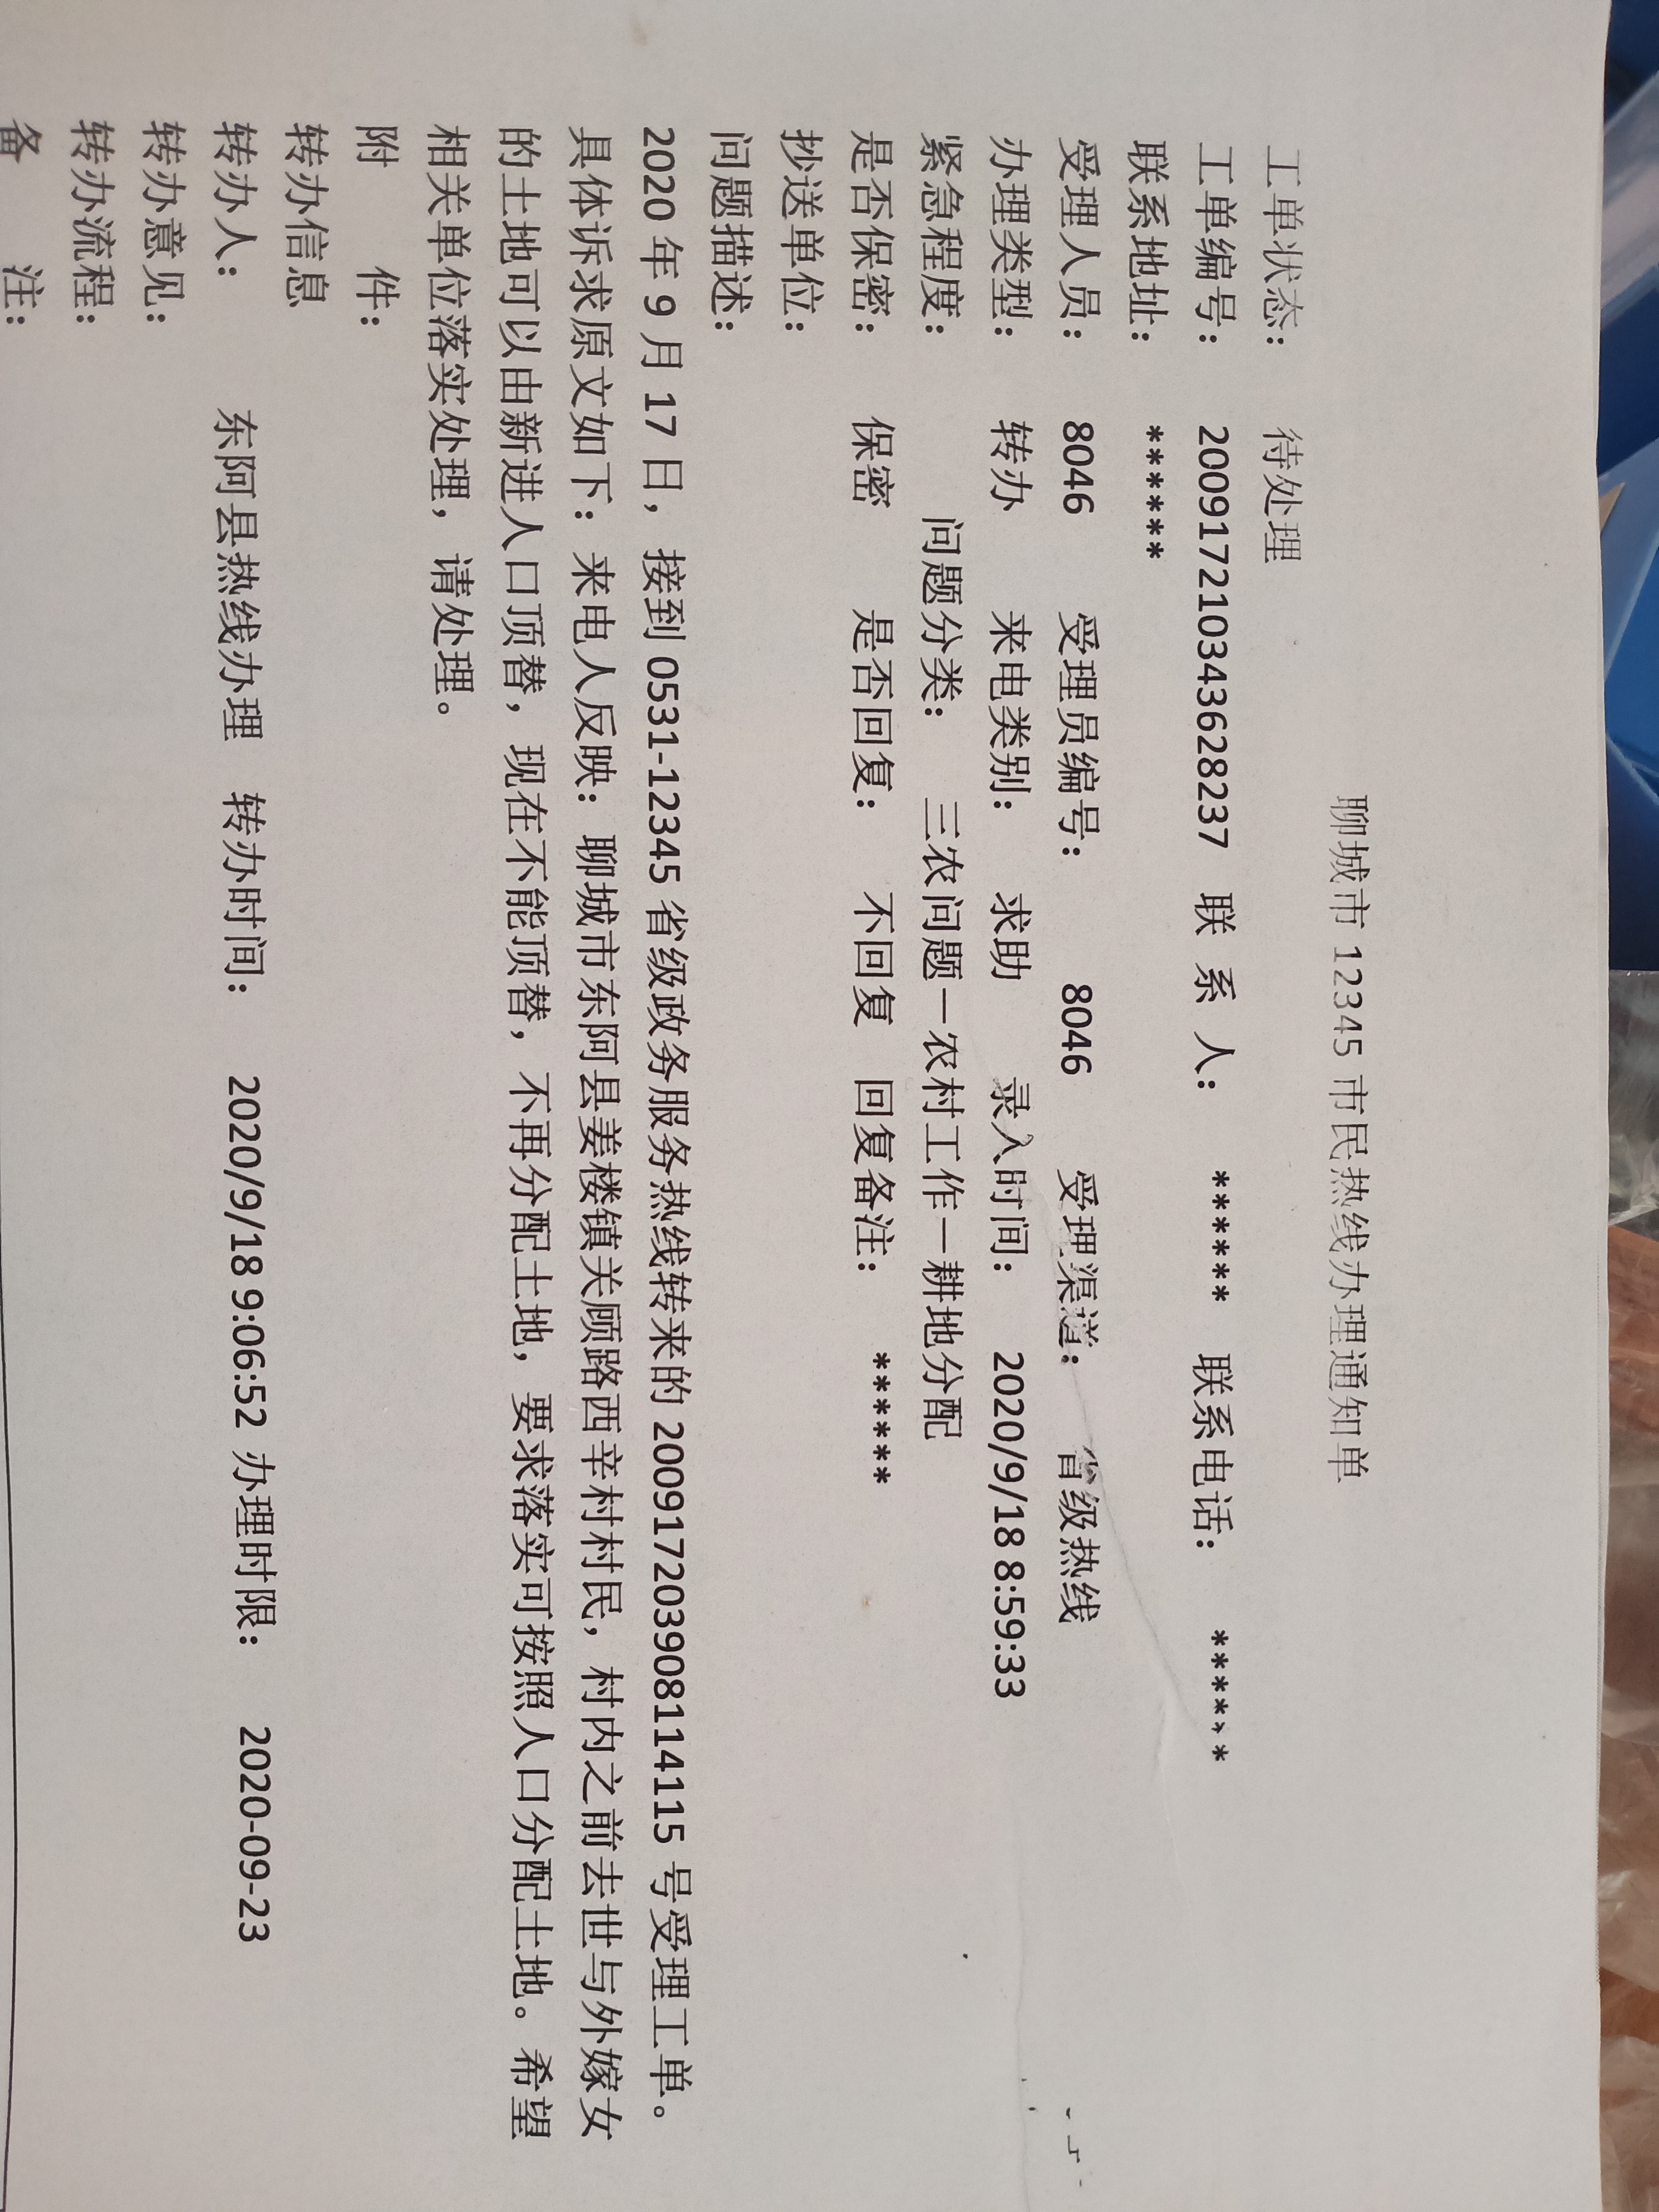 聊城市 12345 市民热线办理通知单
工单状态： 待处理
工单编号： 20091721034362​8237 联 系 人： ****** 联系电话： ******
联系地址： ******
受理人员： 8046 受理员编号： 8046 受理渠道： 省级热线
办理类型： 转办 来电类别： 求助 录入时间： 2020/9/18 8:59:33
紧急程度： 问题分类： 三农问题—农村工作—耕地分配
是否保密： 保密 是否回复： 不回复 回复备注： ******
抄送单位：
问题描述：
2020 年 9 月 17 日，接到 0531-12345 省级政务服务热线转来的 200917203908114115 号受理工单。
具体诉求原文如下：来电人反映：聊城市东阿县姜楼镇关顾路西辛村村民，村内之前去世与外嫁女
的土地可以由新进人口顶替，现在不能顶替，不再分配土地，要求落实可按照人口分配土地。希望
相关单位落实处理，请处理。
附 件：
转办信息
转办人： 东阿县热线办理 转办时间： 2020/9/18 9:06:52 办理时限： 2020-09-23
转办意见：
转办流程：
备 注：